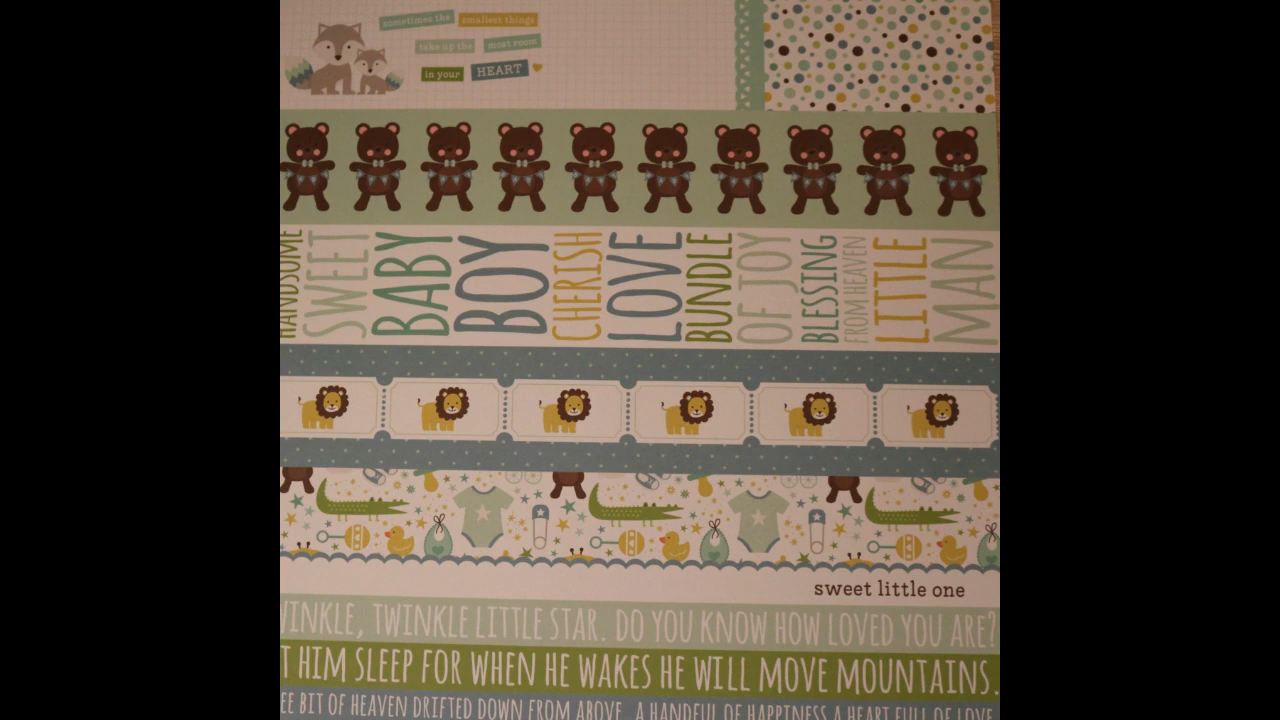 sometimes the smallest things
take up the most room
in your HEART
HANDSOME SWEET BABY BOY CHERISH LOVE BUNDLE OF JOY BLESSING FROM HEAVEN LITTLE MAN
sweet little one
WINKLE, TWINKLE LITTLE STAR. DO YOU KNOW HOW LOVED YOU ARE?
T HIM SLEEP FOR WHEN HE WAKES HE WILL MOVE MOUNTAINS.
EE BIT OF HEAVEN DRIFTED DOWN FROM ABOVE. A HANDFUL OF HAPPINESS A HEART FULL OF LOVE